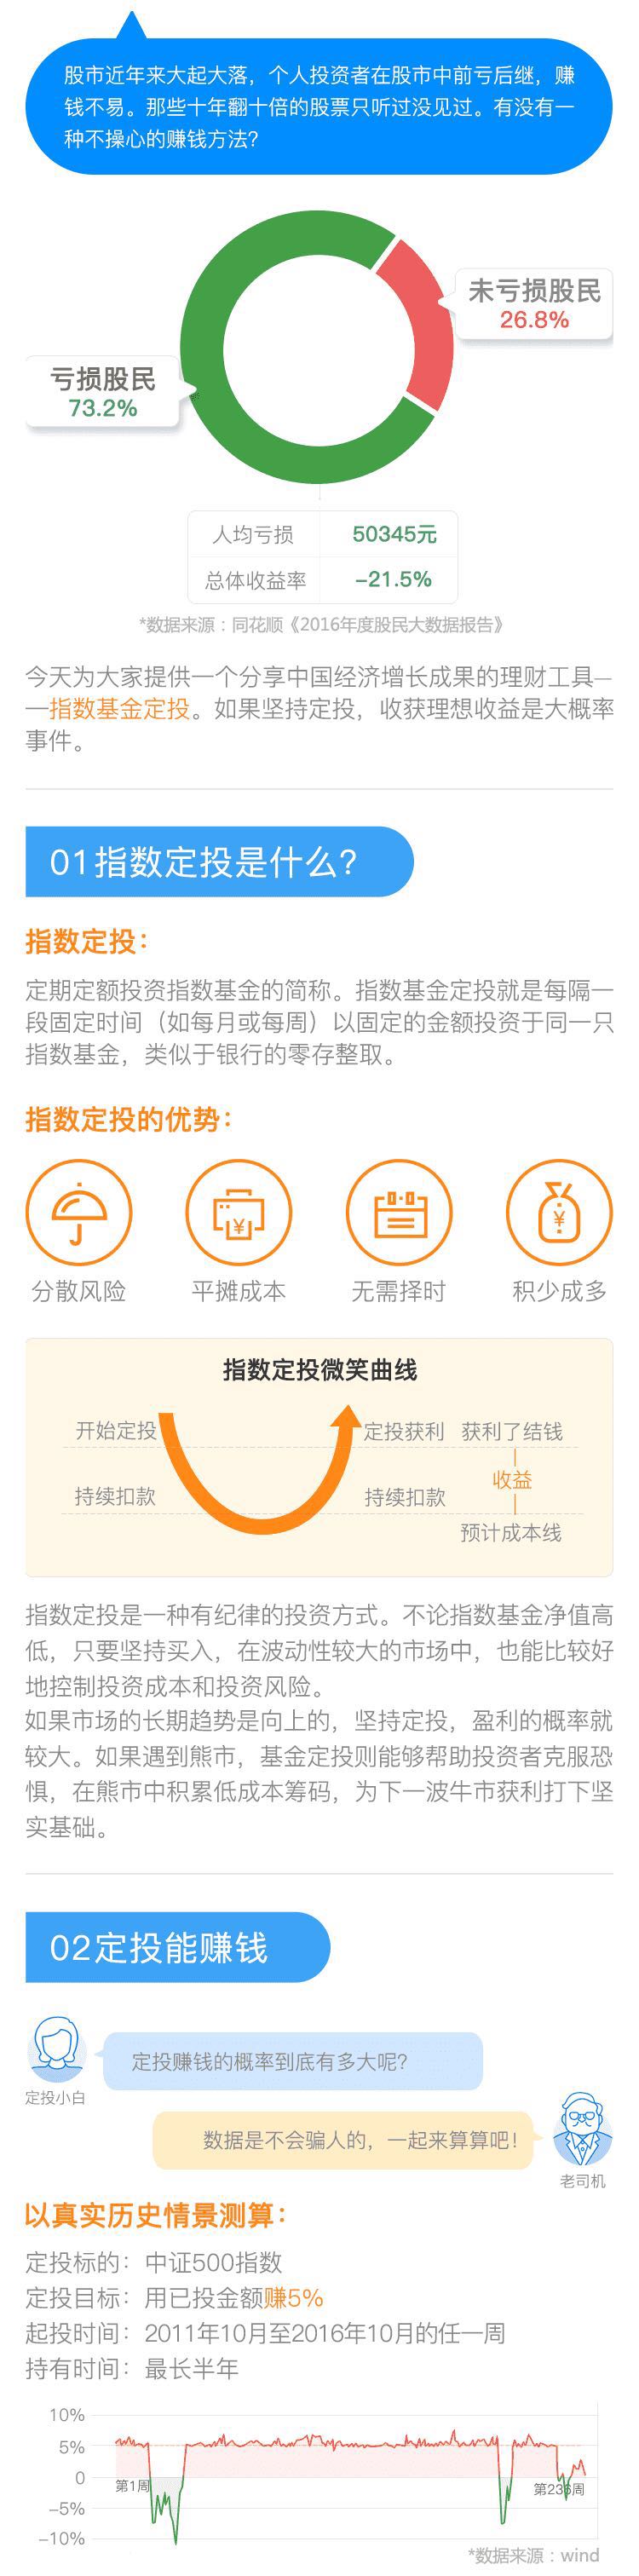 股市近年来大起大落，个人投资者在股市中前亏后继，赚
钱不易。那些十年翻十倍的股票只听过没见过。有没有一
种不操心的赚钱方法？
未亏损股民
26.8%
亏损股民
73.2%
人均亏损 50345元
总体收益率 -21.5%
*数据来源：同花顺《2016年度股民大数据报告》
今天为大家提供一个分享中国经济增长成果的理财工具—
—指数基金定投。如果坚持定投，收获理想收益是大概率
事件。
01指数定投是什么？
指数定投：
定期定额投资指数基金的简称。指数基金定投就是每隔一
段固定时间（如每月或每周）以固定的金额投资于同一只
指数基金，类似于银行的零存整取。
指数定投的优势：
¥ ¥
分散风险 平摊成本 无需择时 积少成多
指数定投微笑曲线
开始定投 定投获利 获利了结钱
收益
持续扣款 持续扣款
预计成本线
指数定投是一种有纪律的投资方式。不论指数基金净值高
低，只要坚持买入，在波动性较大的市场中，也能比较好
地控制投资成本和投资风险。
如果市场的长期趋势是向上的，坚持定投，盈利的概率就
较大。如果遇到熊市，基金定投则能够帮助投资者克服恐
惧，在熊市中积累低成本筹码，为下一波牛市获利打下坚
实基础。
02定投能赚钱
定投赚钱的概率到底有多大呢？
定投小白
数据是不会骗人的，一起来算算吧！
老司机
以真实历史情景测算：
定投标的：中证500指数
定投目标：用已投金额赚5%
起投时间：2011年10月至2016年10月的任一周
持有时间：最长半年
10%
5%
0
第1周 第236周
-5%
-10%
*数据来源：wind